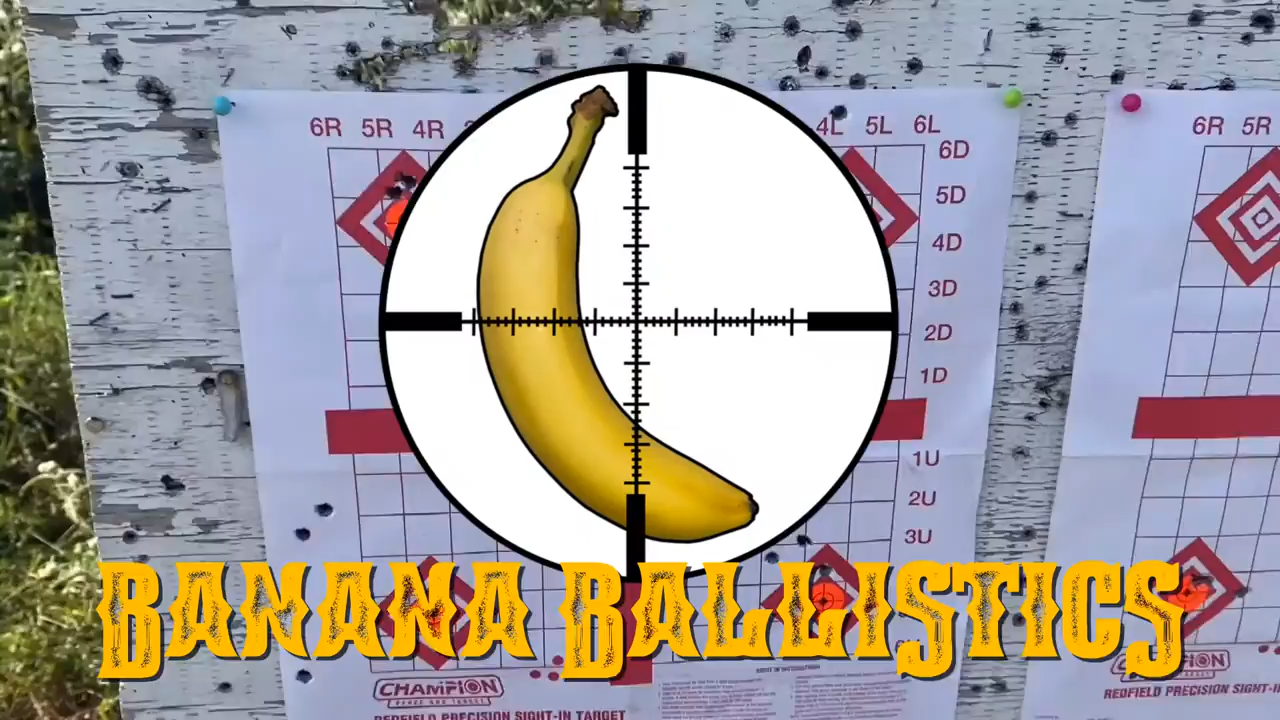 6R 5R 4R
4L 5L 6L
6D
5D
4D
3D
2D
1D
1U
2U
3U
6R 5R
BANANA BALLISTICS
CHAMPION
REDFIELD PRECISION SIGHT-IN TARGET
CHAMPION
REDFIELD PRECISION SIGHT-IN TARGET